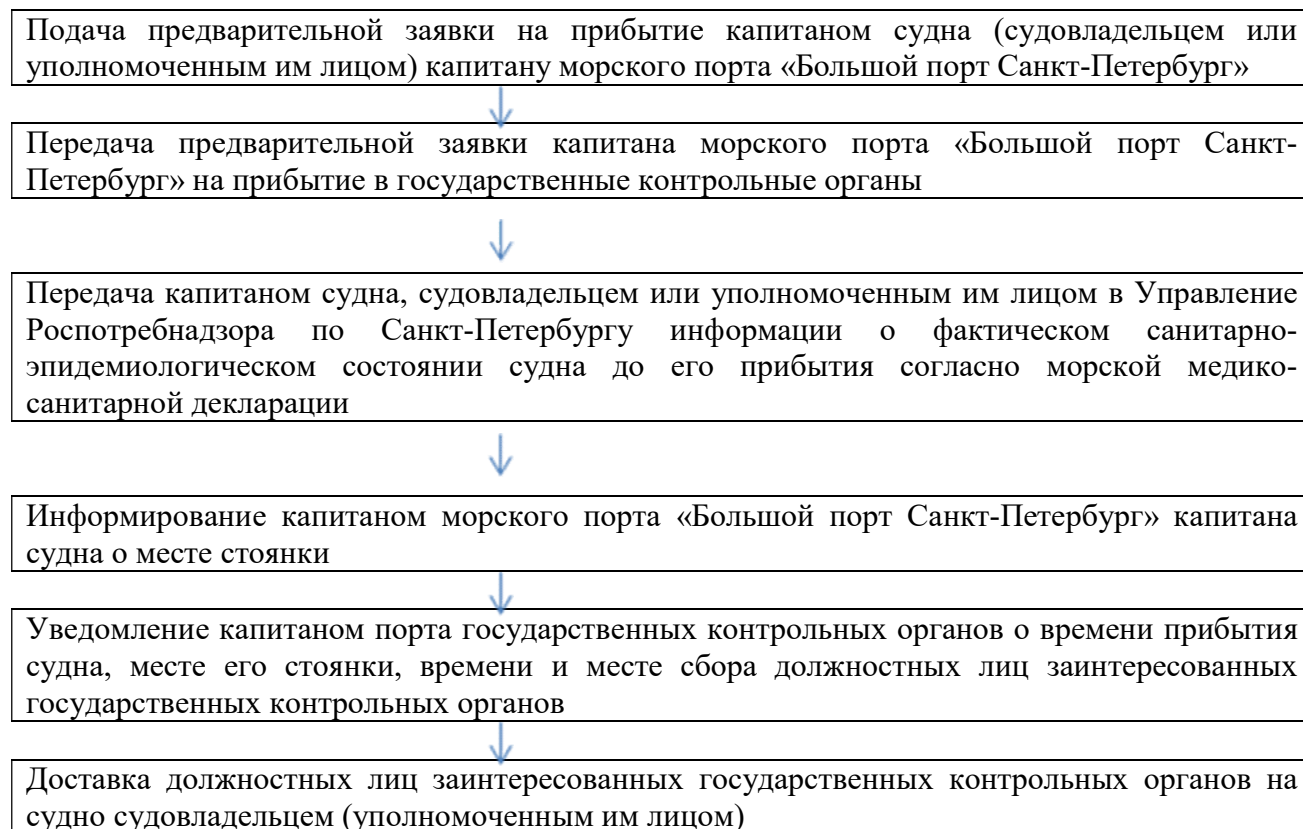 Подача предварительной заявки на прибытие капитаном судна (судовладельцем или
уполномоченным им лицом) капитану морского порта «Большой порт Санкт-Петербург»
Передача предварительной заявки капитана морского порта «Большой порт Санкт-
Петербург» на прибытие в государственные контрольные органы
Передача капитаном судна, судовладельцем или уполномоченным им лицом в Управление
Роспотребнадзора по Санкт-Петербургу информации о фактическом санитарно-
эпидемиологическом состоянии судна до его прибытия согласно морской медико-
санитарной декларации
Информирование капитаном морского порта «Большой порт Санкт-Петербург» капитана
судна о месте стоянки
Уведомление капитаном порта государственных контрольных органов о времени прибытия
судна, месте его стоянки, времени и месте сбора должностных лиц заинтересованных
государственных контрольных органов
Доставка должностных лиц заинтересованных государственных контрольных органов на
судно судовладельцем (уполномоченным им лицом)